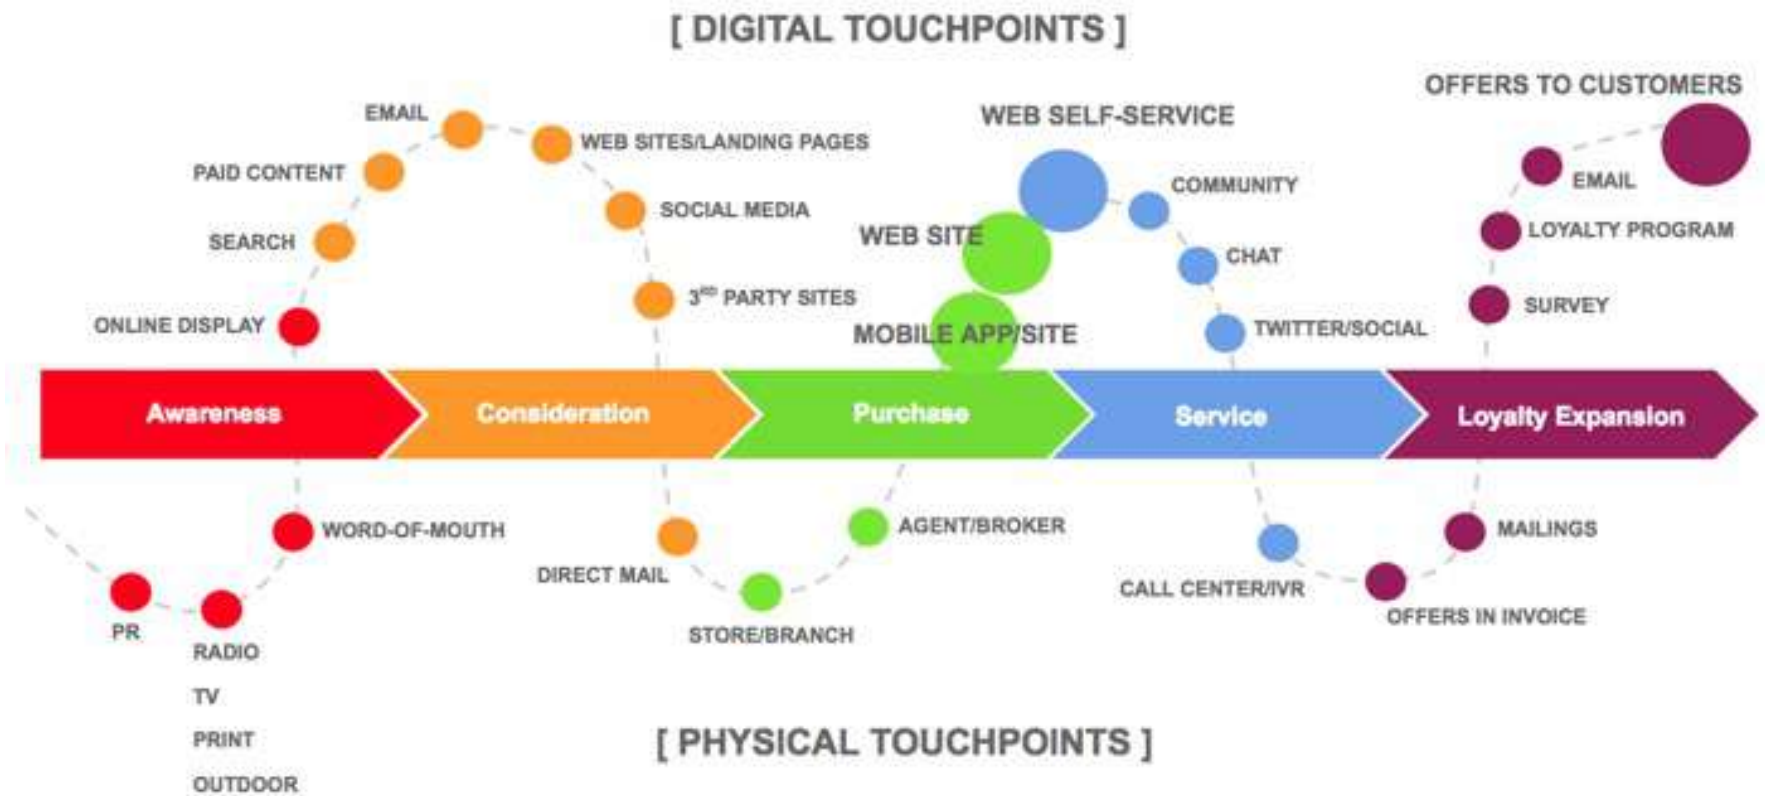 [ DIGITAL TOUCHPOINTS ]
OFFERS TO CUSTOMERS
EMAIL
WEB SELF-SERVICE
WEB SITES/LANDING PAGES
PAID CONTENT
EMAIL
COMMUNITY
SOCIAL MEDIA
LOYALTY PROGRAM
WEB SITE
SEARCH
CHAT
3RD PARTY SITES
SURVEY
ONLINE DISPLAY
MOBILE APP/SITE
TWITTER/SOCIAL
Awareness
Consideration
Purchase
Service
Loyalty Expansion
WORD-OF-MOUTH
AGENT/BROKER
MAILINGS
DIRECT MAIL
CALL CENTER/IVR
OFFERS IN INVOICE
PR
STORE/BRANCH
RADIO
TV
PRINT
OUTDOOR
[ PHYSICAL TOUCHPOINTS ]